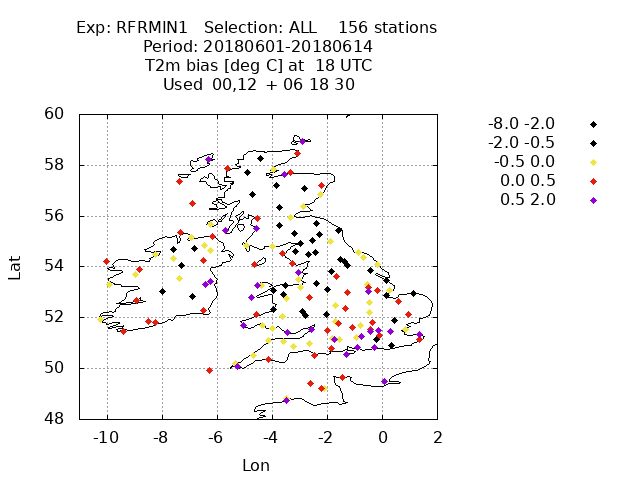 Exp: RFRMIN1 Selection: ALL 156 stations
Period: 20180601-20180614
T2m bias [deg C] at 18 UTC
Used 00,12 + 06 18 30
-8.0 -2.0
-2.0 -0.5
-0.5 0.0
0.0 0.5
0.5 2.0
60
58
56
54
52
50
48
Lat
-10 -8 -6 -4 -2 0 2
Lon